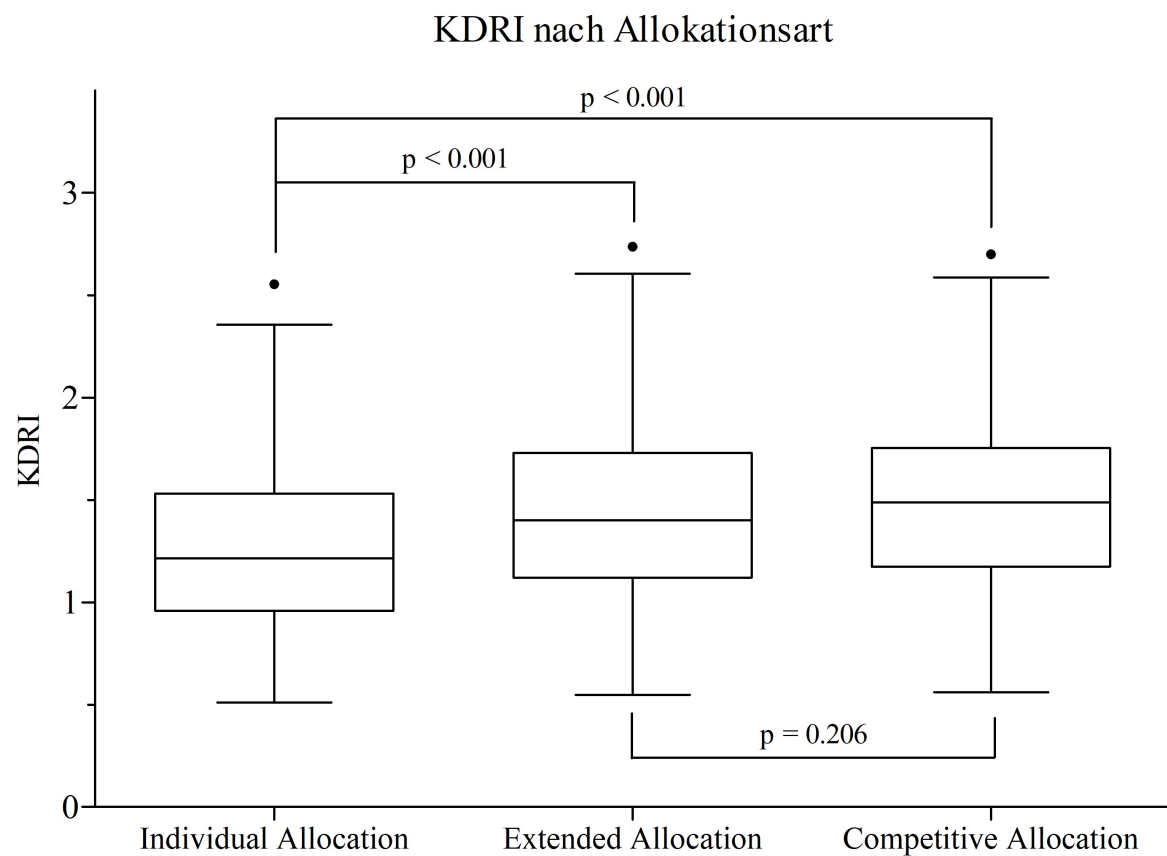 KDRI nach Allokationsart
p < 0.001
p < 0.001
3
2
KDRI
1
p = 0.206
0
Individual Allocation
Extended Allocation
Competitive Allocation